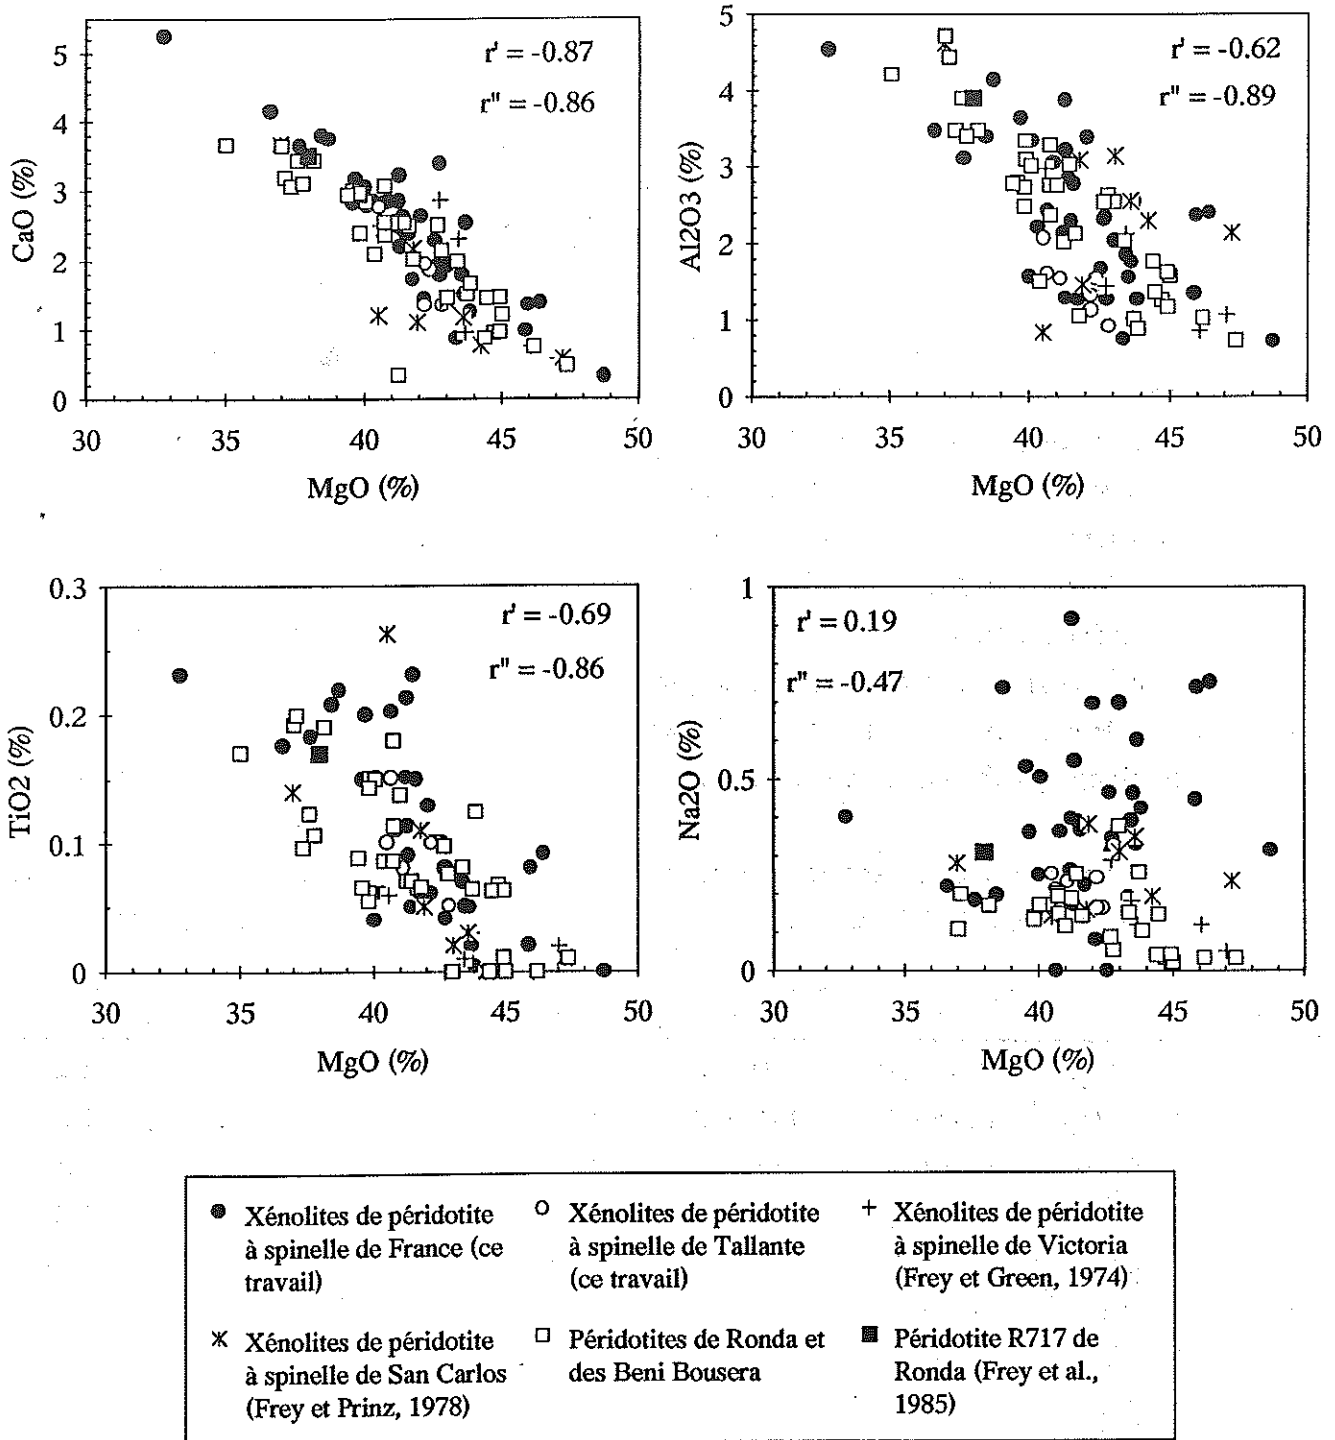 r' = -0.87
r'' = -0.86
CaO (%)
5
4
3
2
1
0
30 35 40 45 50
MgO (%)
r' = -0.62
r'' = -0.89
Al2O3 (%)
5
4
3
2
1
0
30 35 40 45 50
MgO (%)
r' = -0.69
r'' = -0.86
TiO2 (%)
0.3
0.2
0.1
0
30 35 40 45 50
MgO (%)
r' = 0.19
r'' = -0.47
Na2O (%)
1
0.5
0
30 35 40 45 50
MgO (%)
Xénolites de péridotite
à spinelle de France (ce
travail)
Xénolites de péridotite
à spinelle de Tallante
(ce travail)
Xénolites de péridotite
à spinelle de Victoria
(Frey et Green, 1974)
Xénolites de péridotite
à spinelle de San Carlos
(Frey et Prinz, 1978)
Péridotites de Ronda et
des Beni Bousera
Péridotite R717 de
Ronda (Frey et al.,
1985)